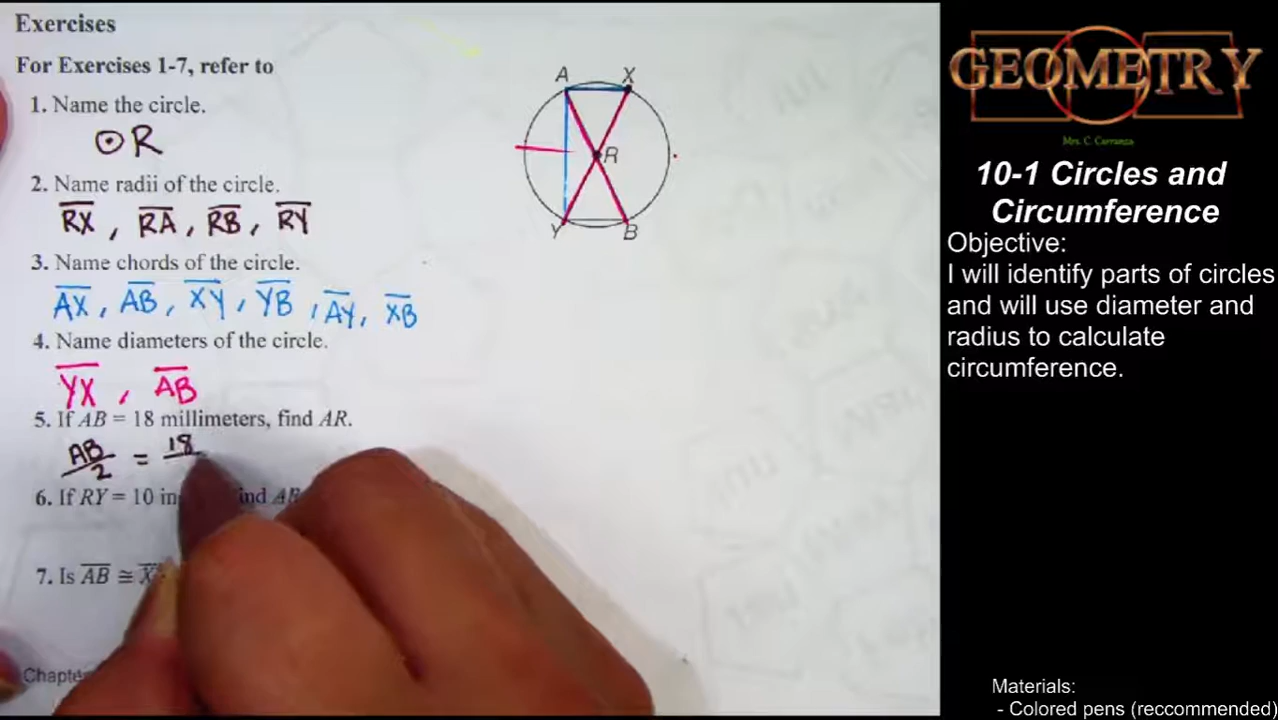 Exercises
For Exercises 1-7, refer to
1. Name the circle.
⊙R
2. Name radii of the circle.
RX, RA, RB, RY
3. Name chords of the circle.
AX, AB, XY, YB, AY, XB
4. Name diameters of the circle.
YX, AB
5. If AB = 18 millimeters, find AR.
AB/2 = 18
6. If RY = 10 in ind AB
7. Is AB ≅ X
A X
R
Y B
GEOMETRY
Mrs. C. Carranza
10-1 Circles and
Circumference
Objective:
I will identify parts of circles
and will use diameter and
radius to calculate
circumference.
Materials:
- Colored pens (reccommended)